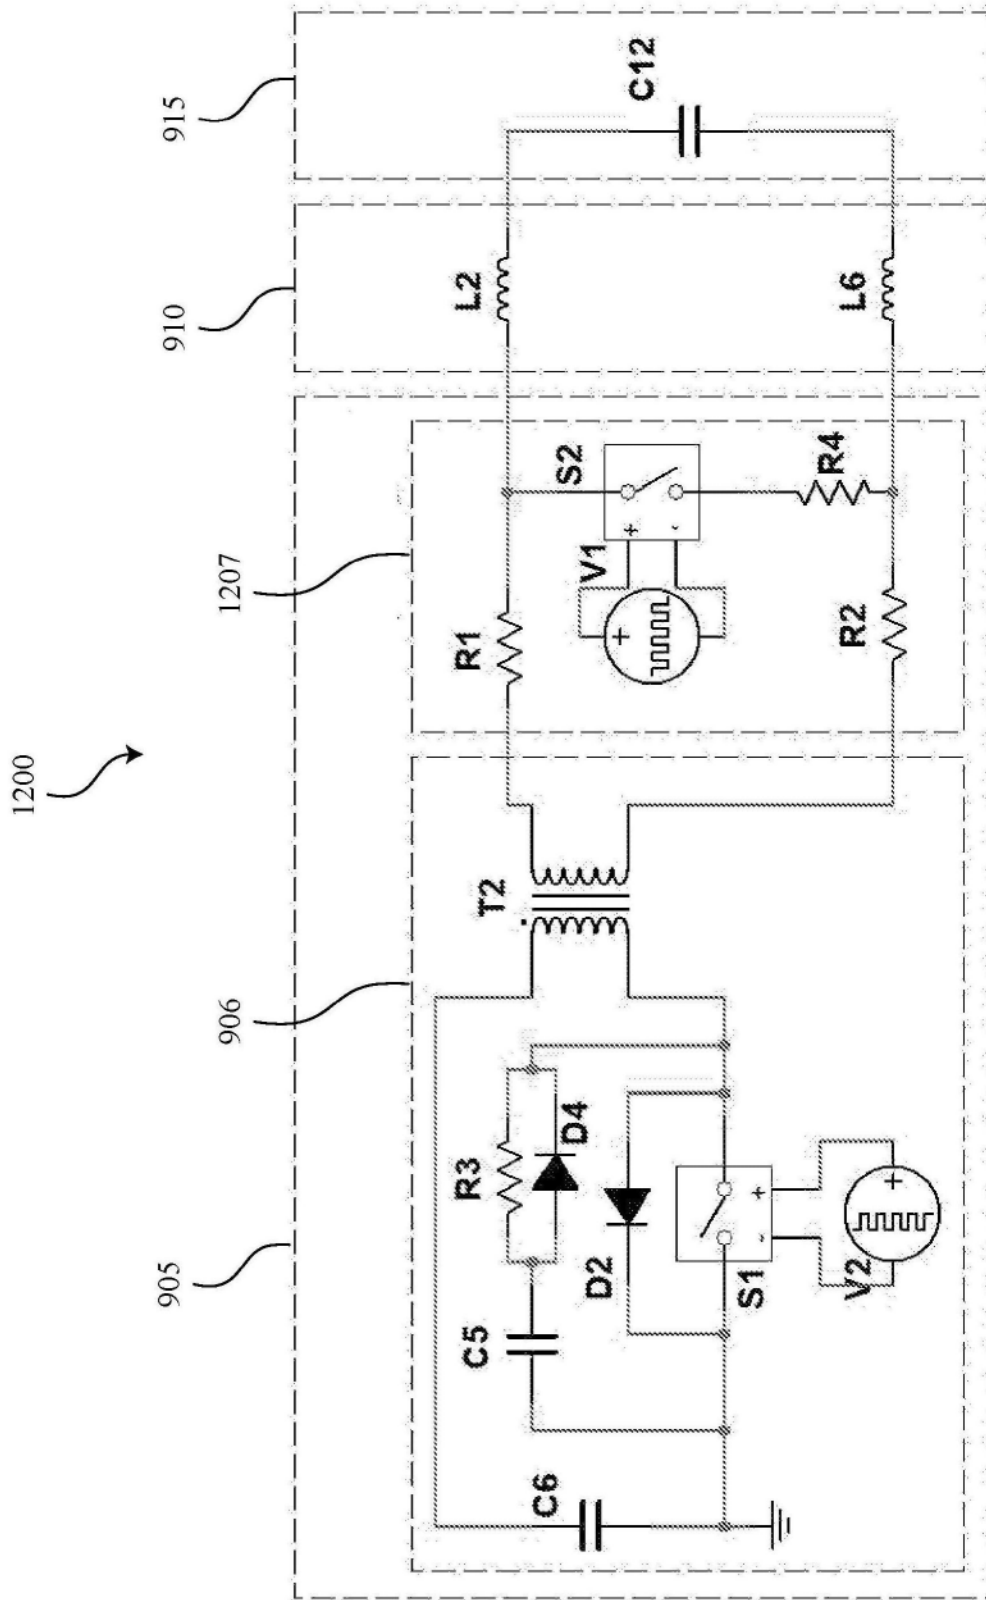 1200
905
906
1207
910
915
C6
C5
R3
D4
D2
S1
-
+
V2
+
T2
R1
R2
V1
+
S2
+
-
R4
L2
L6
C12